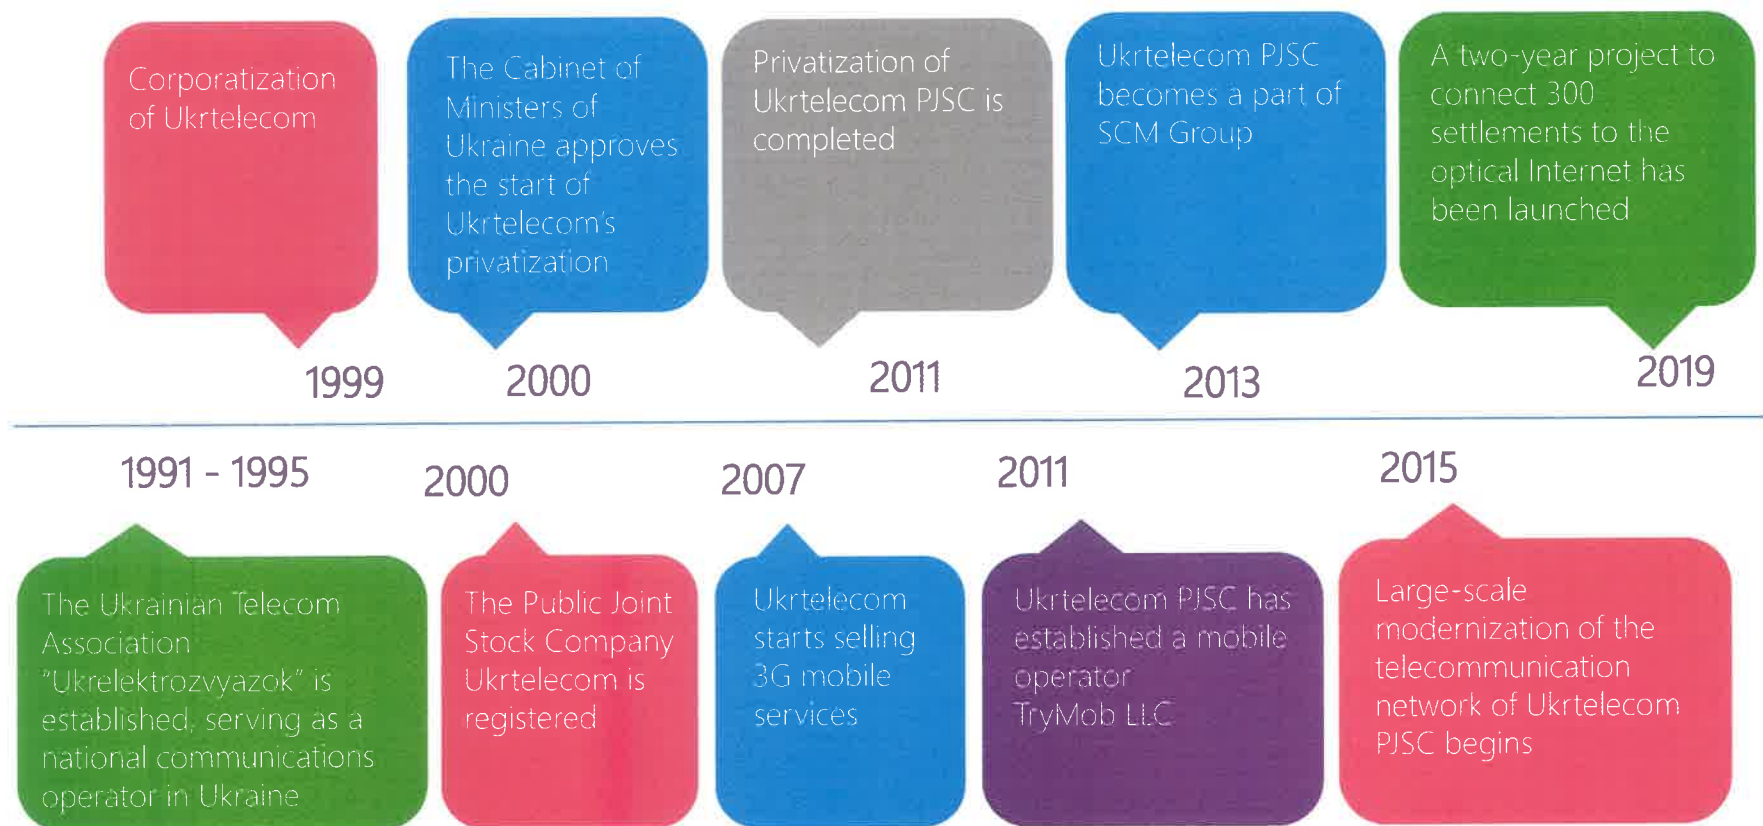 Corporatization
of Ukrtelecom
The Cabinet of
Ministers of
Ukraine approves
the start of
Ukrtelecom's
privatization
Privatization of
Ukrtelecom PJSC is
completed
Ukrtelecom PJSC
becomes a part of
SCM Group
A two-year project to
connect 300
settlements to the
optical Internet has
been launched
1999
2000
2011
2013
2019
1991 - 1995
2000
2007
2011
2015
The Ukrainian Telecom
Association
"Ukrelektrozvyazok" is
established, serving as a
national communications
operator in Ukraine
The Public Joint
Stock Company
Ukrtelecom is
registered
Ukrtelecom
starts selling
3G mobile
services
Ukrtelecom PJSC has
established a mobile
operator
TryMob LLC
Large-scale
modernization of the
telecommunication
network of Ukrtelecom
PJSC begins